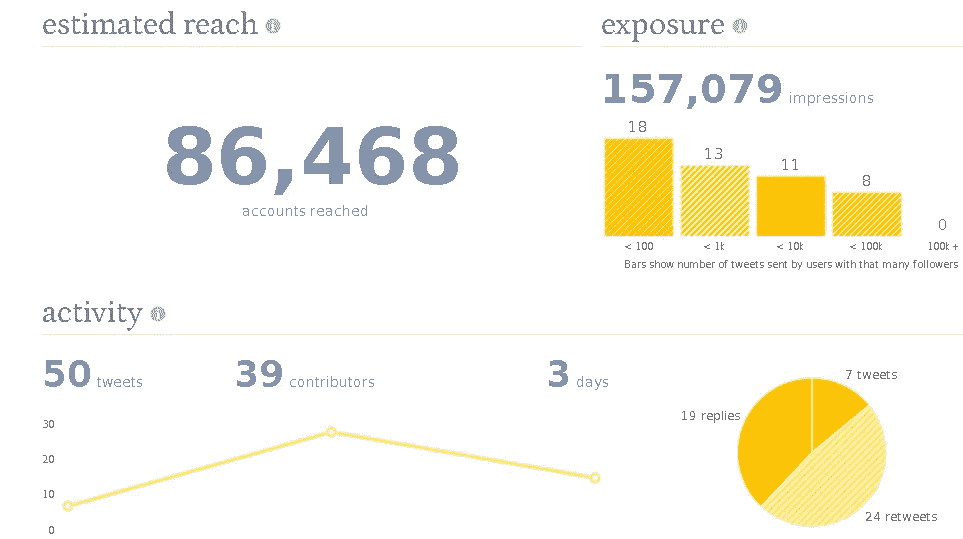 estimated reach
86,468
accounts reached
exposure
157,079 impressions
18
13
11
8
0
< 100
< 1k
< 10k
< 100k
100k +
Bars show number of tweets sent by users with that many followers
activity
50 tweets
39 contributors
3 days
30
20
10
0
7 tweets
19 replies
24 retweets